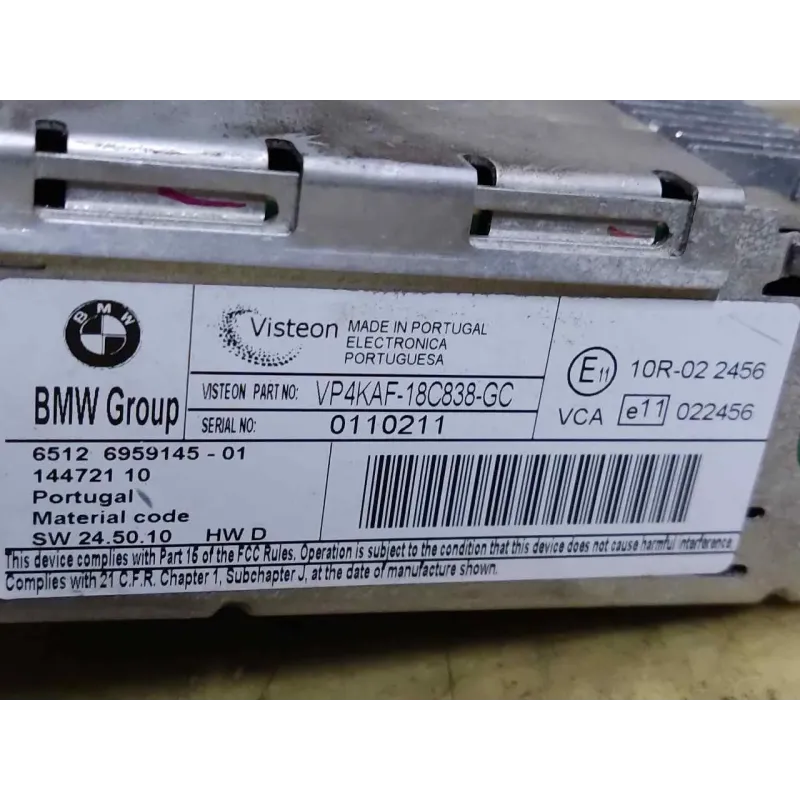 BMW
BMW Group
Visteon
MADE IN PORTUGAL
ELECTRONICA
PORTUGUESA
VISTEON PART NO: VP4KAF-18C838-GC
SERIAL NO: 0110211
E11 10R-02 2456
VCA e11 022456
6512 6959145 - 01
144721 10
Portugal
Material code
SW 24.50.10 HW D
This device complies with Part 15 of the FCC Rules. Operation is subject to the condition that this device does not cause harmful interference.
Complies with 21 C.F.R. Chapter 1, Subchapter J, at the date of manufacture shown.